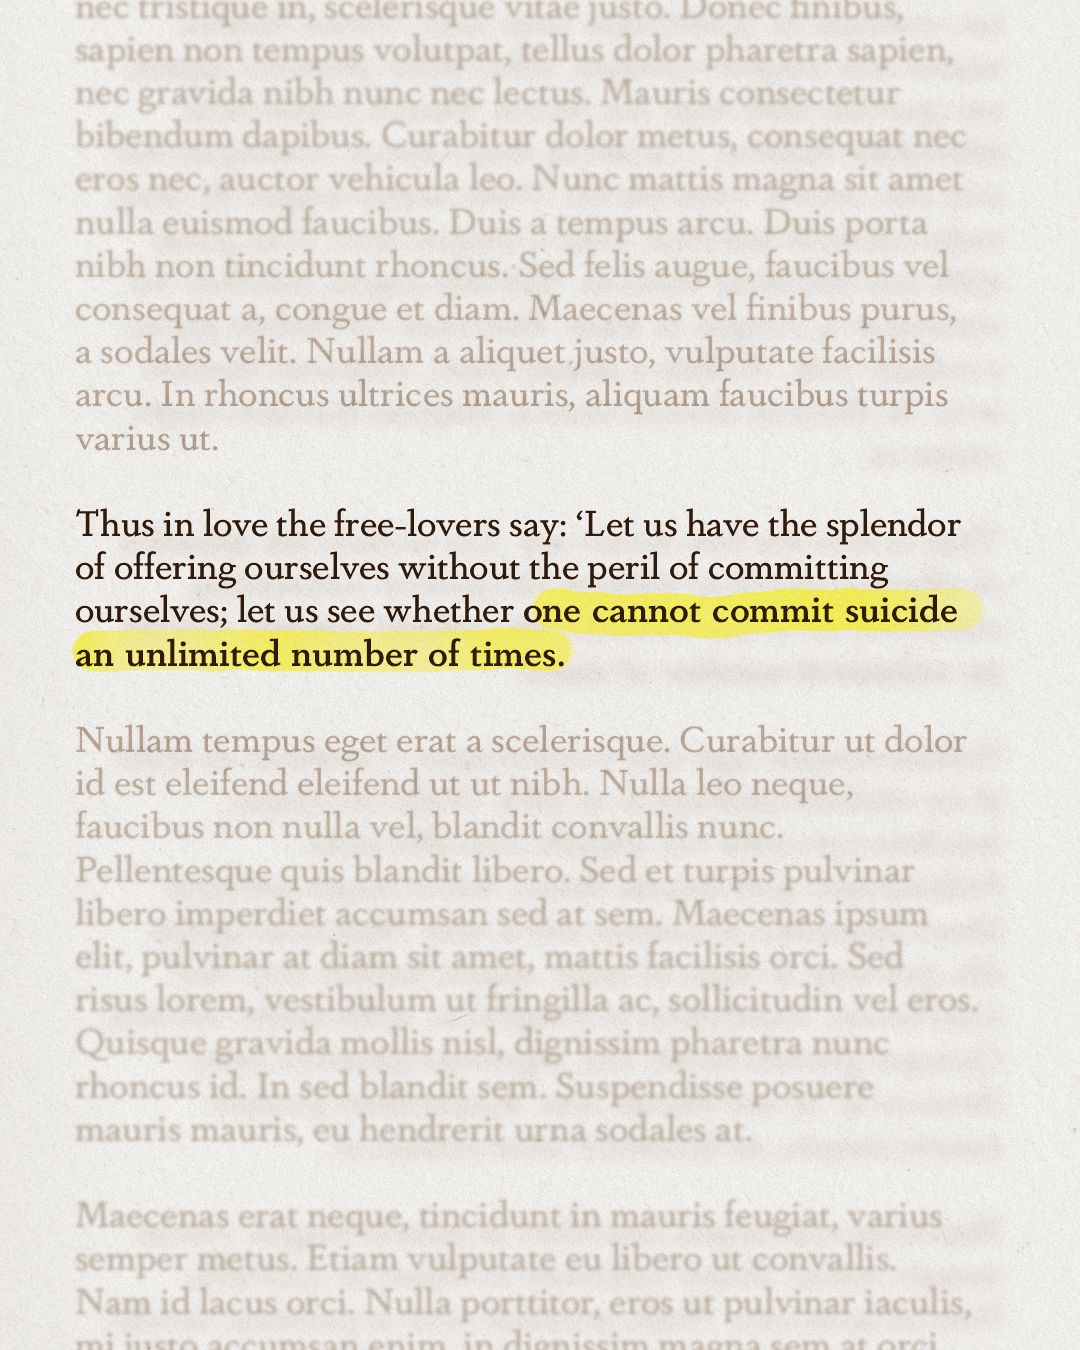 nec tristique in, scelerisque vitae justo. Donec finibus,
sapien non tempus volutpat, tellus dolor pharetra sapien,
nec gravida nibh nunc nec lectus. Mauris consectetur
bibendum dapibus. Curabitur dolor metus, consequat nec
eros nec, auctor vehicula leo. Nunc mattis magna sit amet
nulla euismod faucibus. Duis a tempus arcu. Duis porta
nibh non tincidunt rhoncus. Sed felis augue, faucibus vel
consequat a, congue et diam. Maecenas vel finibus purus,
a sodales velit. Nullam a aliquet justo, vulputate facilisis
arcu. In rhoncus ultrices mauris, aliquam faucibus turpis
varius ut.
Thus in love the free-lovers say: ‘Let us have the splendor
of offering ourselves without the peril of committing
ourselves; let us see whether one cannot commit suicide
an unlimited number of times.
Nullam tempus eget erat a scelerisque. Curabitur ut dolor
id est eleifend eleifend ut ut nibh. Nulla leo neque,
faucibus non nulla vel, blandit convallis nunc.
Pellentesque quis blandit libero. Sed et turpis pulvinar
libero imperdiet accumsan sed at sem. Maecenas ipsum
elit, pulvinar at diam sit amet, mattis facilisis orci. Sed
risus lorem, vestibulum ut fringilla ac, sollicitudin vel eros.
Quisque gravida mollis nisl, dignissim pharetra nunc
rhoncus id. In sed blandit sem. Suspendisse posuere
mauris mauris, eu hendrerit urna sodales at.
Maecenas erat neque, tincidunt in mauris feugiat, varius
semper metus. Etiam vulputate eu libero ut convallis.
Nam id lacus orci. Nulla porttitor, eros ut pulvinar iaculis,
mi justo accumsan enim, in dignissim magna sem at orci.